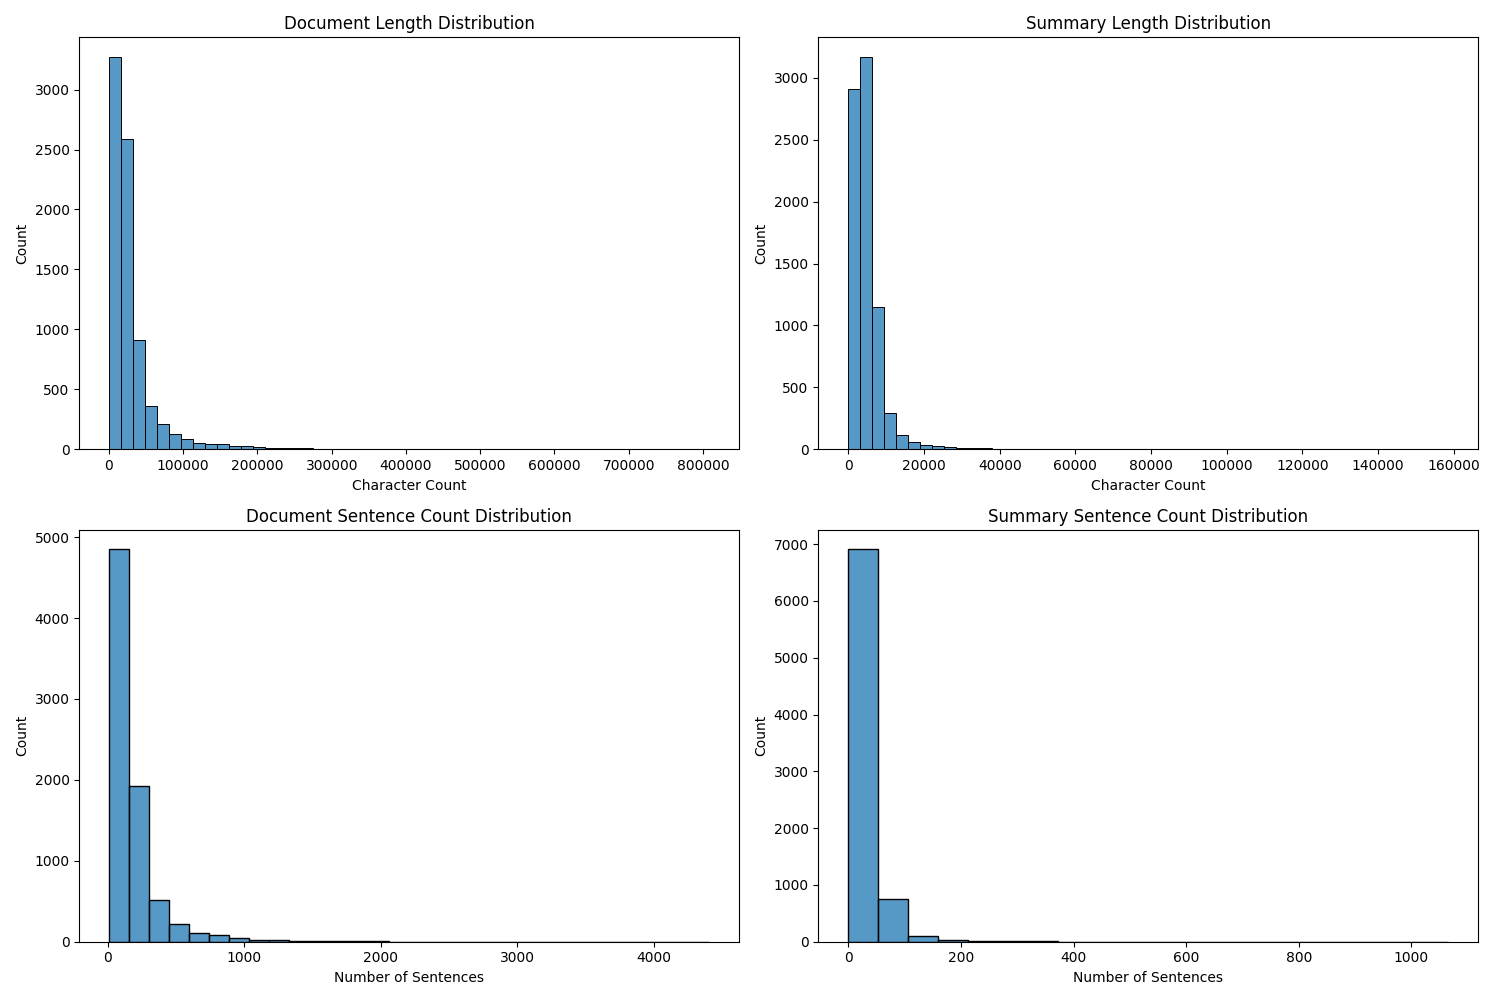 Document Length Distribution
Count
3000
2500
2000
1500
1000
500
0
0 100000 200000 300000 400000 500000 600000 700000 800000
Character Count
Summary Length Distribution
Count
3000
2500
2000
1500
1000
500
0
0 20000 40000 60000 80000 100000 120000 140000 160000
Character Count
Document Sentence Count Distribution
Count
5000
4000
3000
2000
1000
0
0 1000 2000 3000 4000
Number of Sentences
Summary Sentence Count Distribution
Count
7000
6000
5000
4000
3000
2000
1000
0
0 200 400 600 800 1000
Number of Sentences